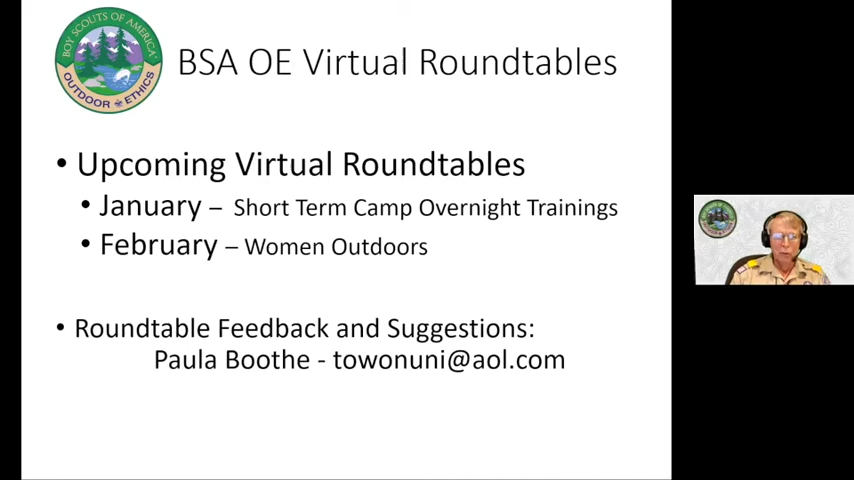 BOY SCOUTS OF AMERICA
OUTDOOR ETHICS
BSA OE Virtual Roundtables
• Upcoming Virtual Roundtables
• January – Short Term Camp Overnight Trainings
• February – Women Outdoors
• Roundtable Feedback and Suggestions:
Paula Boothe - towonuni@aol.com